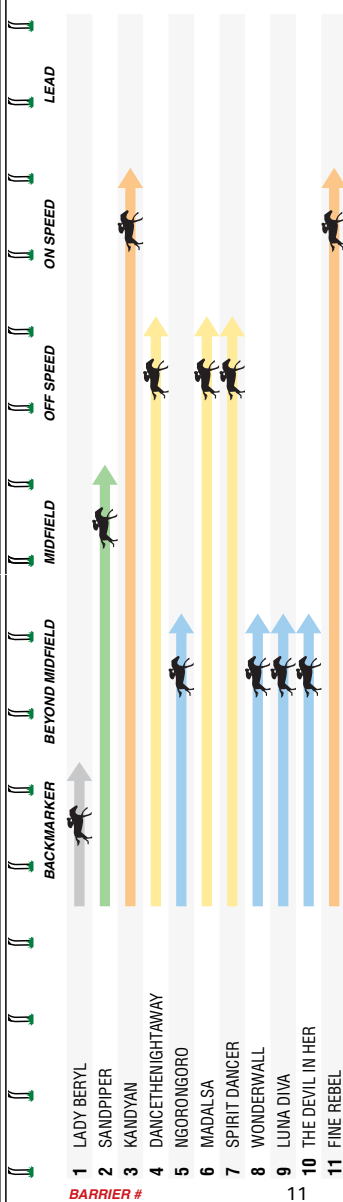 BARRIER #
BACKMARKER
BEYOND MIDFIELD
MIDFIELD
OFF SPEED
ON SPEED
LEAD
1 LADY BERYL
2 SANDPIPER
3 KANDYAN
4 DANCETHENIGHTAWAY
5 NGORONGORO
6 MADALSA
7 SPIRIT DANCER
8 WONDERWALL
9 LUNA DIVA
10 THE DEVIL IN HER
11 FINE REBEL
11